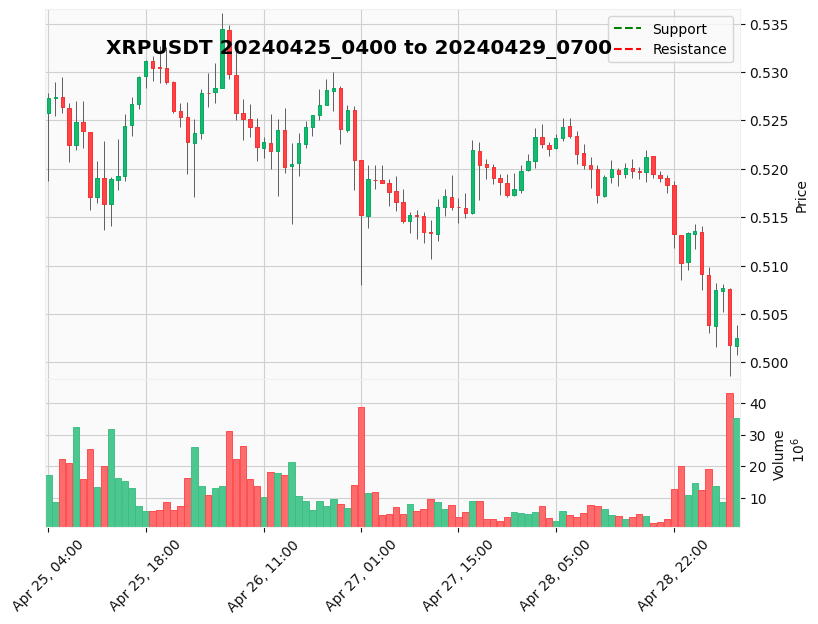 XRPUSDT 20240425_0400 to 20240429_0700
Support
Resistance
0.535
0.530
0.525
0.520
0.515
0.510
0.505
0.500
Price
40
30
20
10
Volume
10^6
Apr 25, 04:00
Apr 25, 18:00
Apr 26, 11:00
Apr 27, 01:00
Apr 27, 15:00
Apr 28, 05:00
Apr 28, 22:00